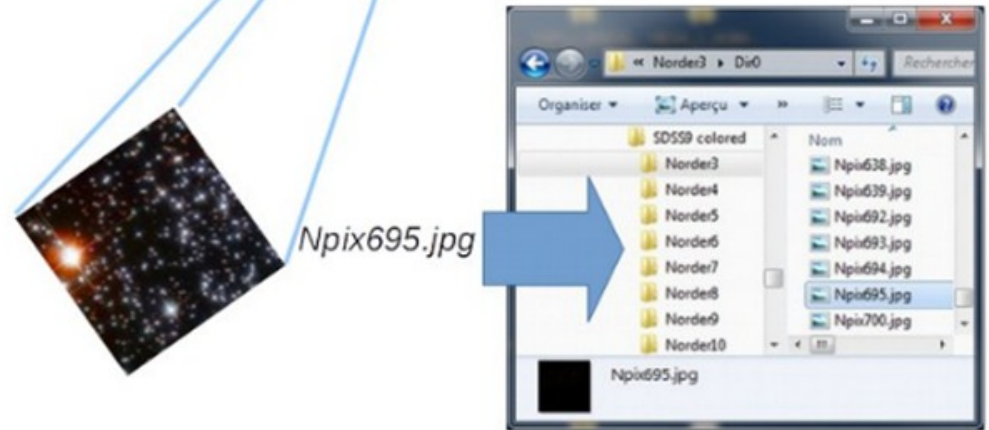 Npix695.jpg
« Norder3 ▸ Dir0
Rechercher
Organiser
Aperçu
»
SDSS9 colored
Norder3
Norder4
Norder5
Norder6
Norder7
Norder8
Norder9
Norder10
Nom
Npix638.jpg
Npix639.jpg
Npix692.jpg
Npix693.jpg
Npix694.jpg
Npix695.jpg
Npix700.jpg
Npix695.jpg